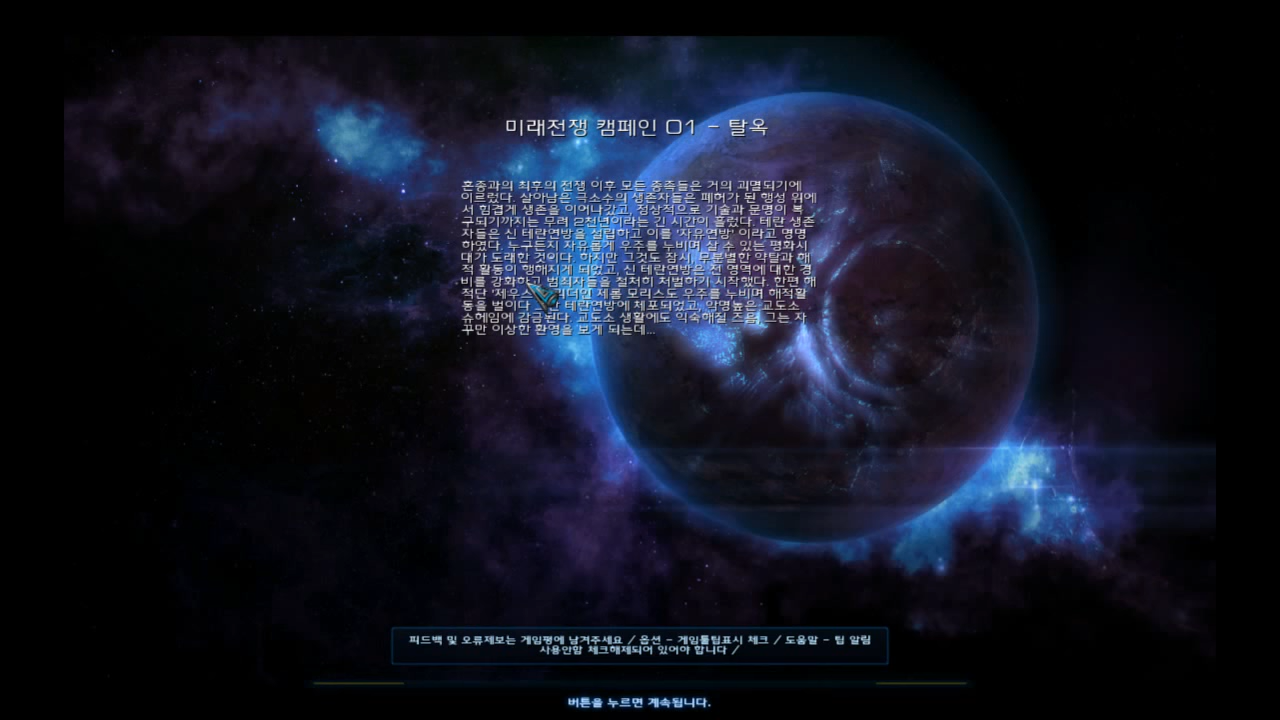 미래전쟁 캠페인 01 - 탈옥
혼종과의 최후의 전쟁 이후 모든 종족들은 거의 괴멸되기에
이르렀다. 살아남은 극소수의 생존자들은 폐허가 된 행성 위에
서 힘겹게 생존을 이어나갔고, 정상적으로 기술과 문명이 복
구되기까지는 무려 이라는 긴 시간이 흘렀다. 테란 생존
자들은 신 테란연방을 설립하고 이를 '자유연방' 이라고 명명
하였다. 누구든지 자유롭게 우주를 누비며 살 수 있는 평화시
대가 도래한 것이다. 하지만 그것도 잠시, 무분별한 약탈과 해
적 활동이 행해지게 되었고, 신 테란연방은 전 영역에 대한 경
비를 강화하고 범죄자들을 철저히 처벌하기 시작했다. 한편 해
적단 '제우스 리더인 제롬 모리스도 우주를 누비며 해적활
동을 벌이다 테란연방에 체포되었고, 악명높은 교도소
슈헤임에 감금된다. 교도소 생활에도 익숙해질 즈음, 그는 자
꾸만 이상한 환영을 보게 되는데...
피드백 및 오류제보는 게임평에 남겨주세요 / 옵션 - 게임툴팁표시 체크 / 도움말 - 팁 알림
사용안함 체크해제되어 있어야 합니다 /
버튼을 누르면 계속됩니다.